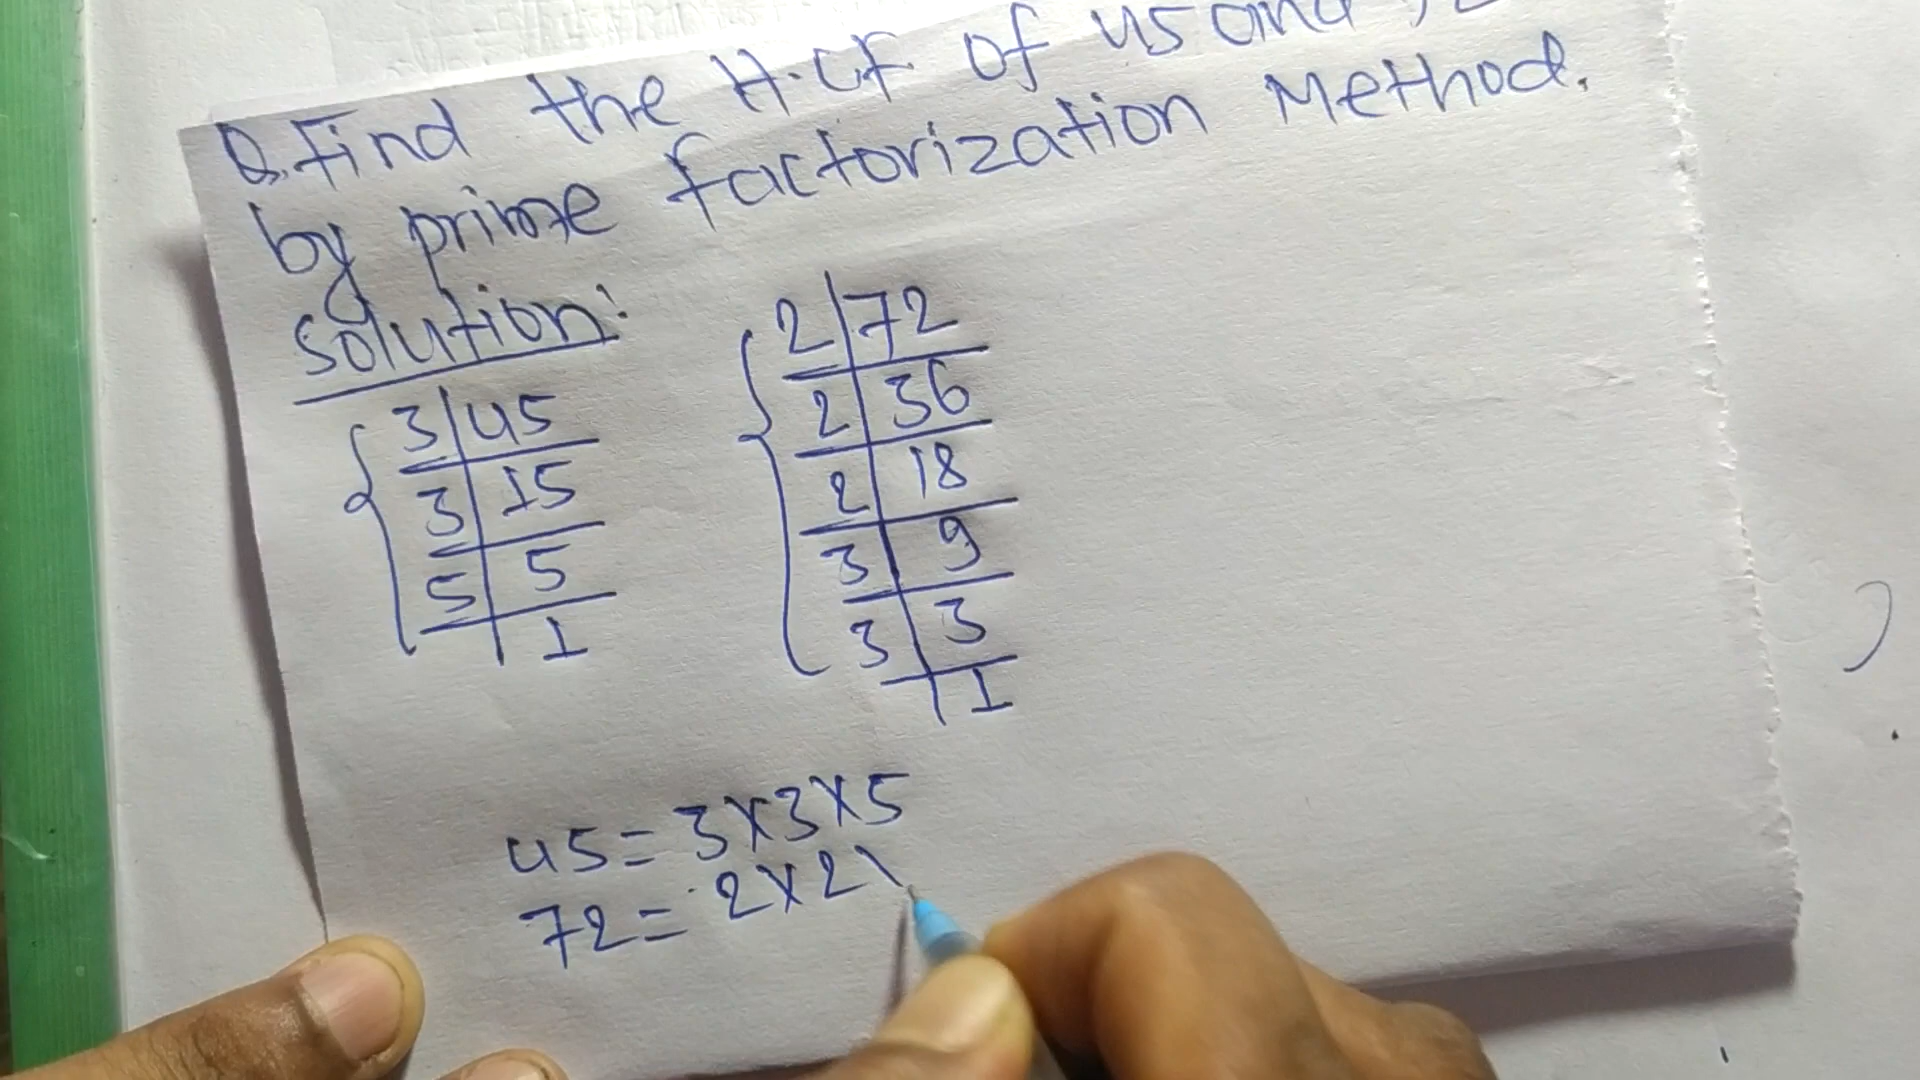 Q. Find the H.C.F. of 45 and
by prime factorization Method.
solution:
3 45
3 15
5 5
1
2 72
2 36
2 18
3 9
3 3
1
45 = 3×3×5
72 = 2×2